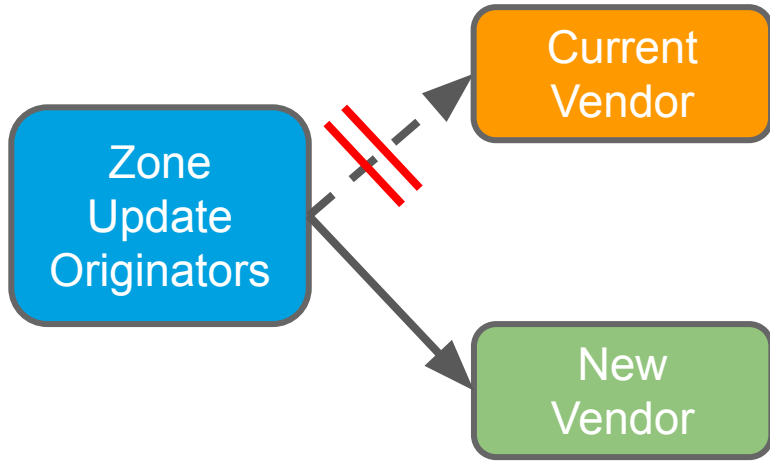 Current
Vendor
Zone
Update
Originators
New
Vendor